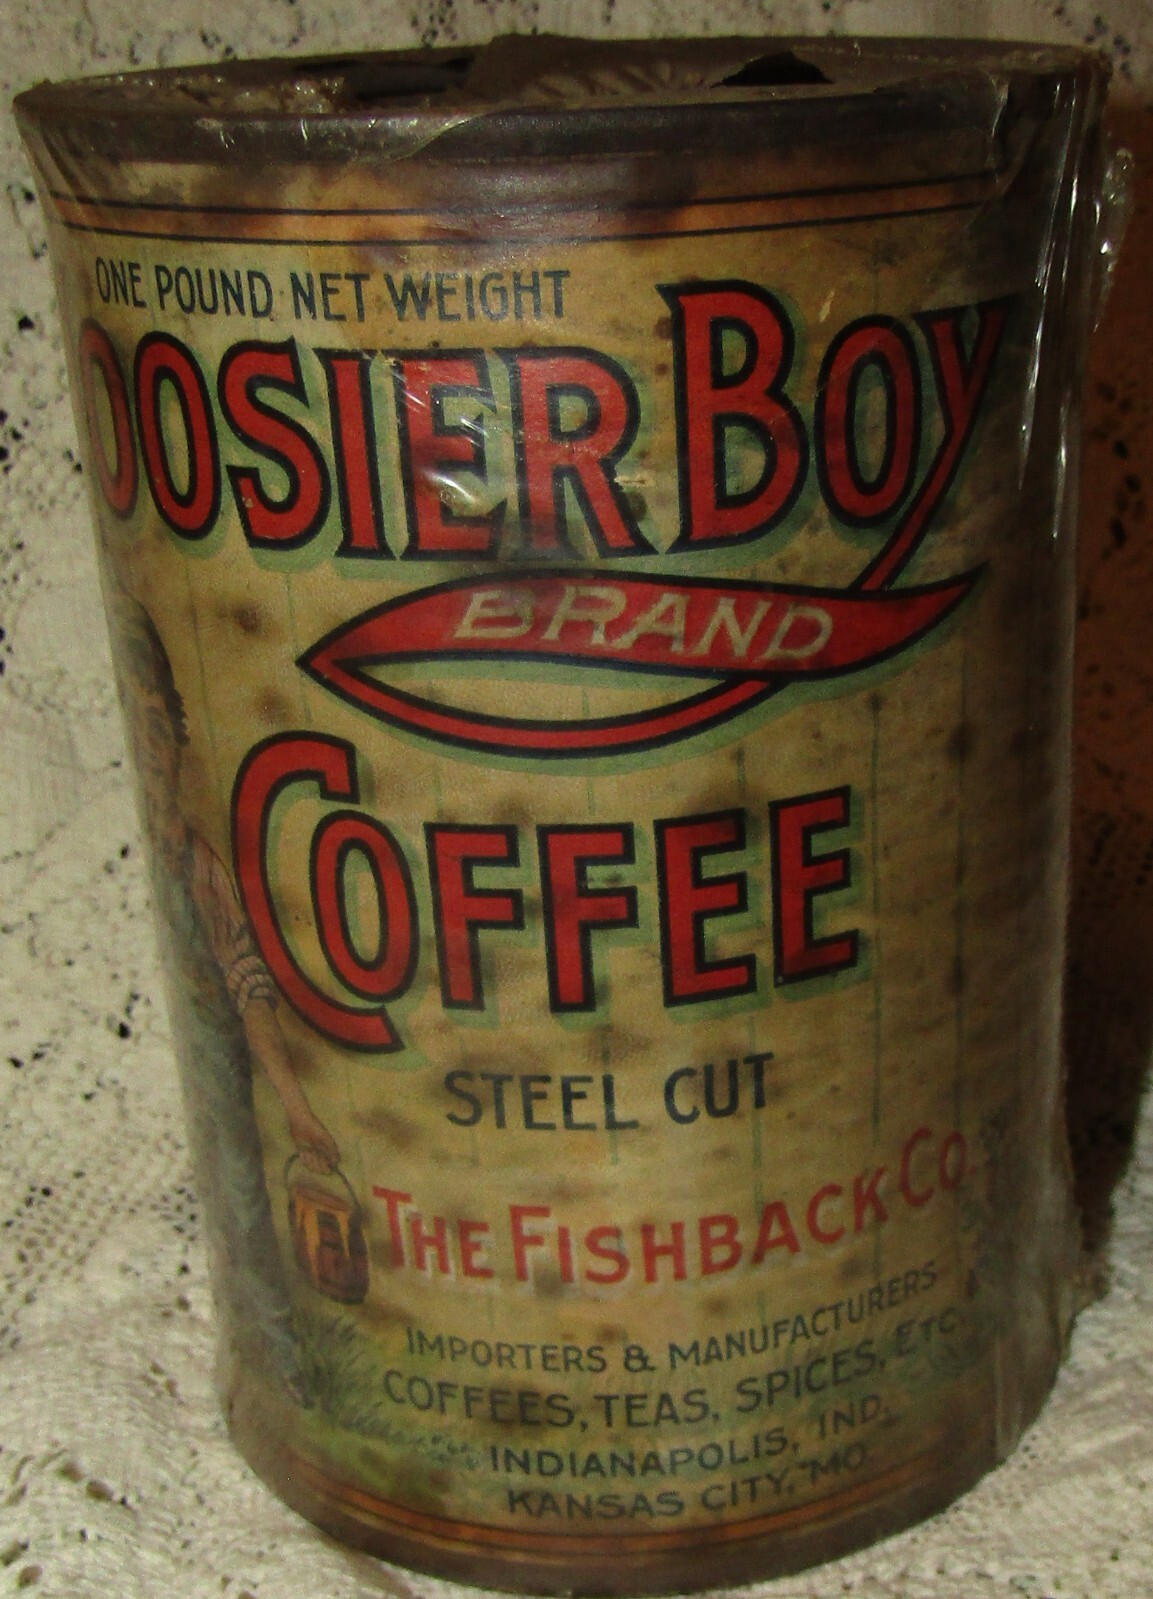 ONE POUND NET WEIGHT
OOSIER BOY
BRAND
COFFEE
STEEL CUT
THE FISHBACK CO.
IMPORTERS & MANUFACTURERS
COFFEES, TEAS, SPICES, ETC
INDIANAPOLIS, IND.
KANSAS CITY, MO.